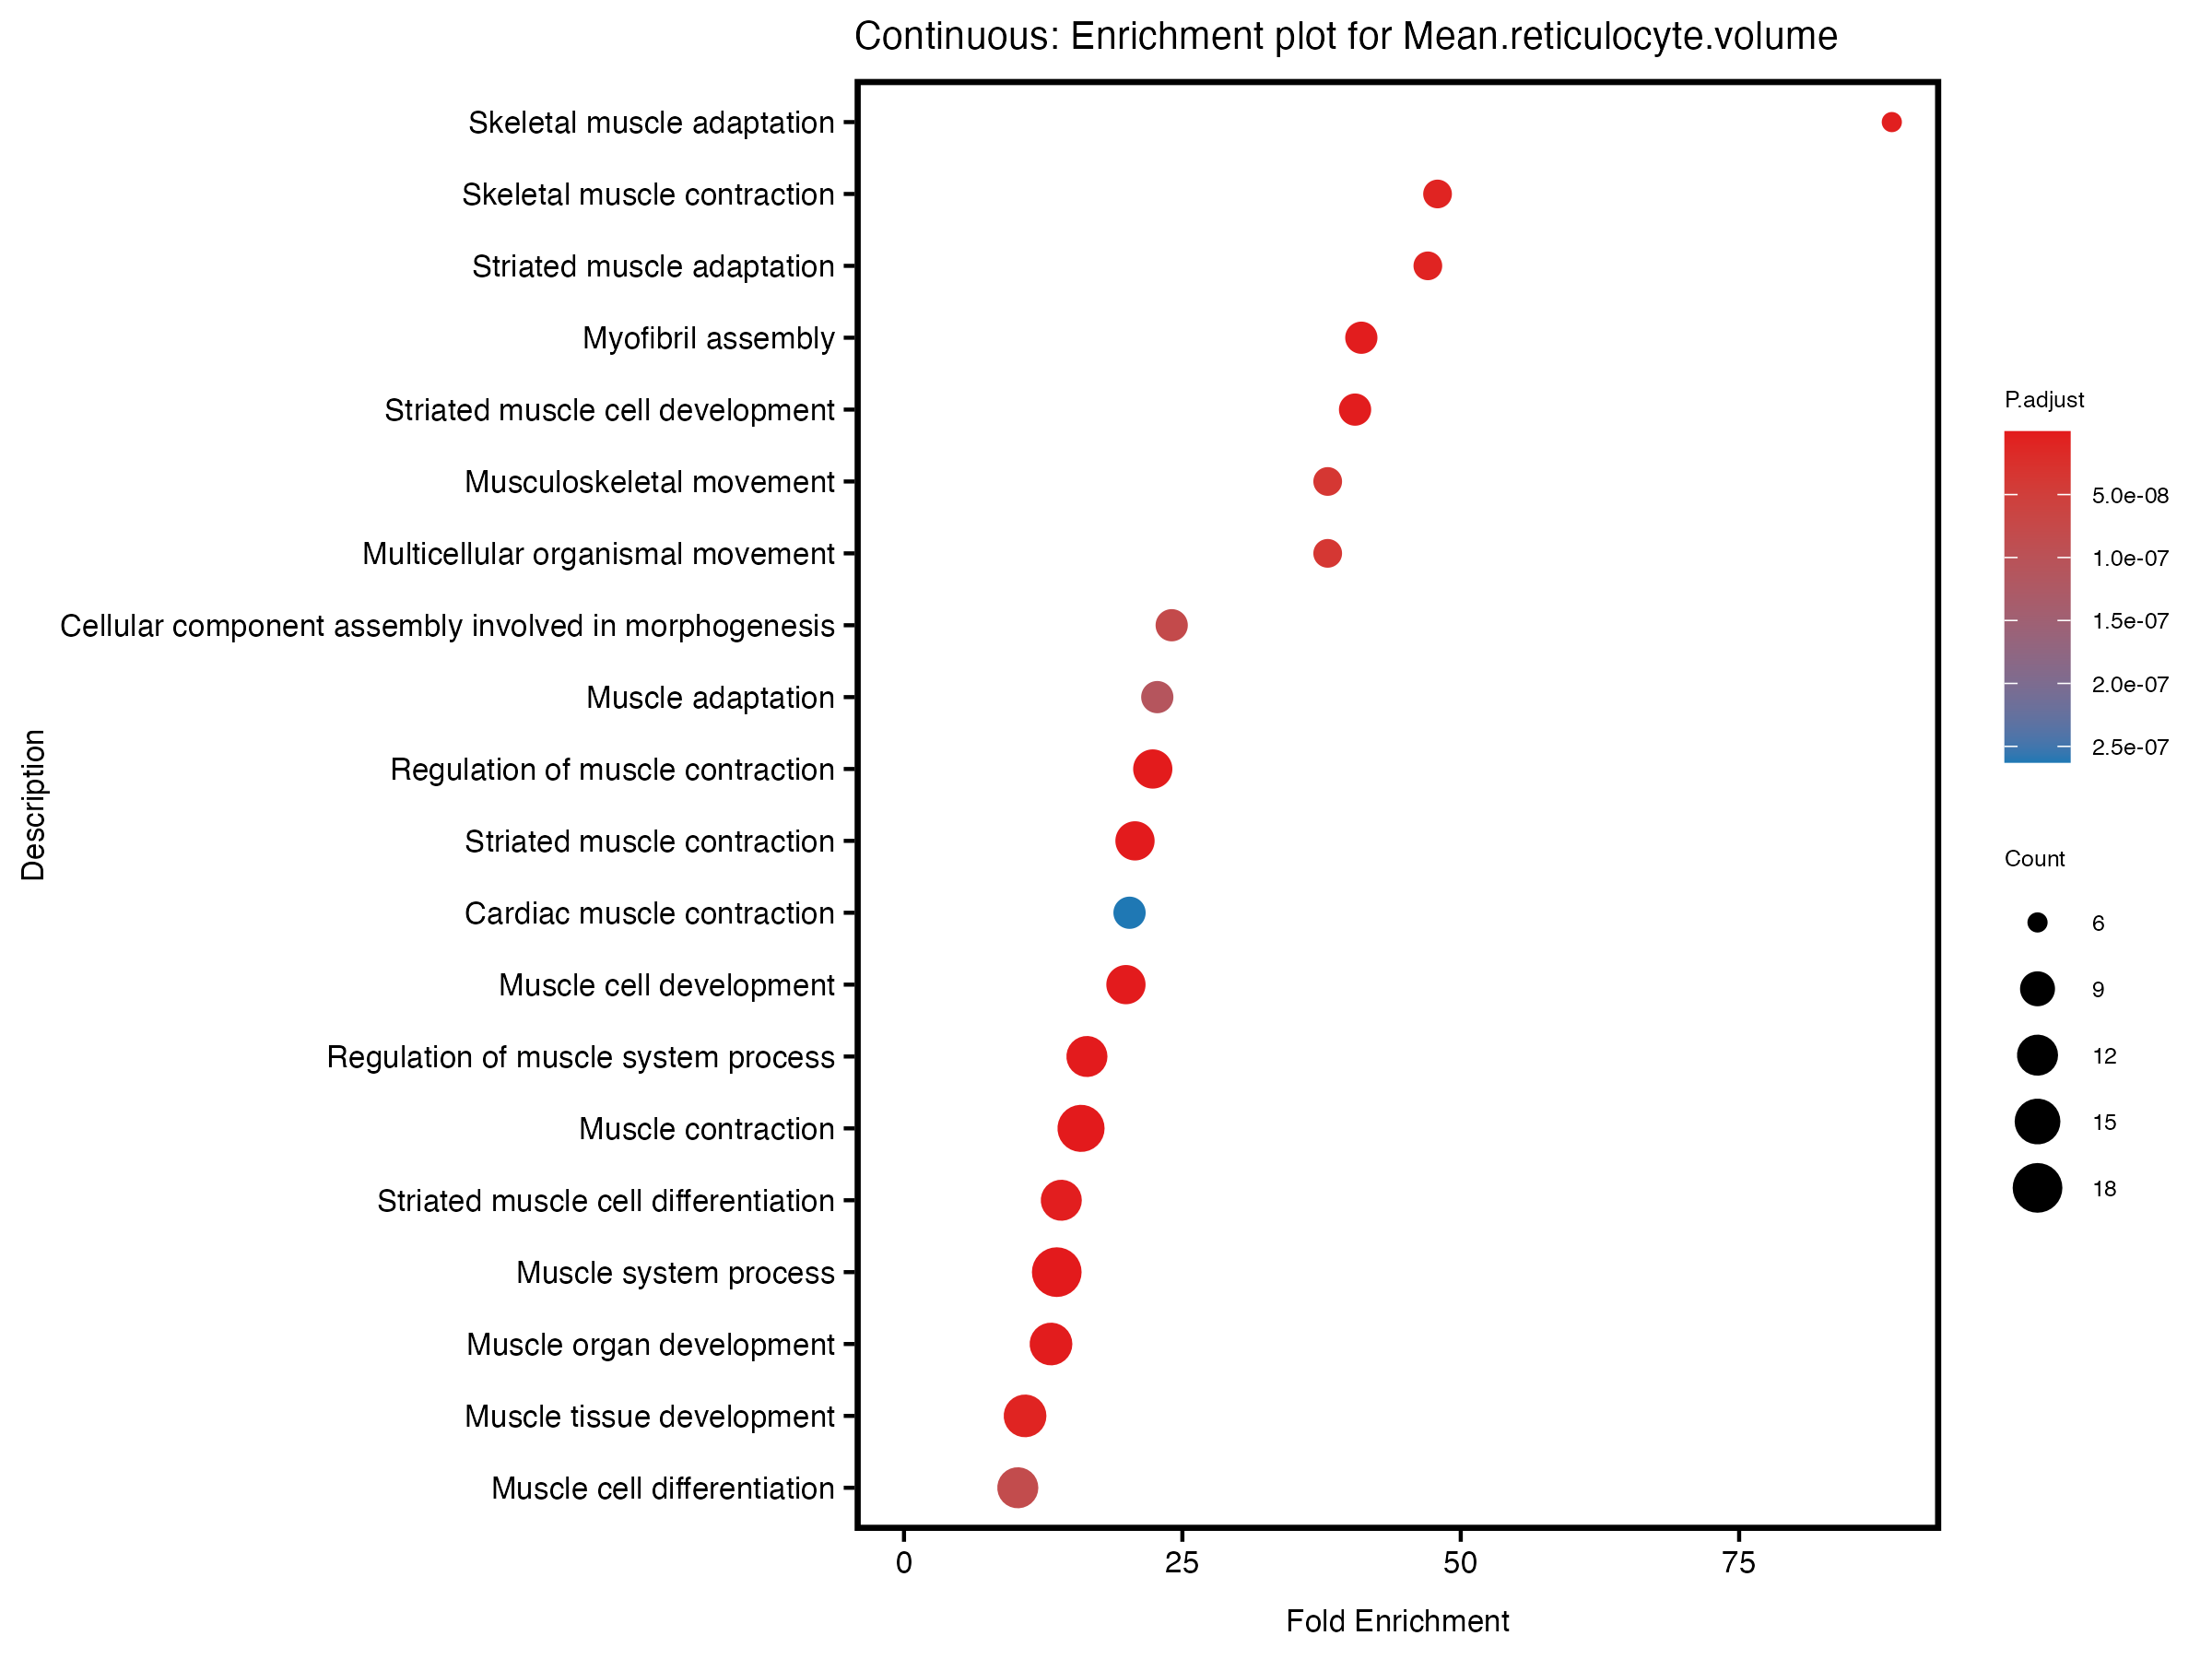 Continuous: Enrichment plot for Mean.reticulocyte.volume
Description
Skeletal muscle adaptation
Skeletal muscle contraction
Striated muscle adaptation
Myofibril assembly
Striated muscle cell development
Musculoskeletal movement
Multicellular organismal movement
Cellular component assembly involved in morphogenesis
Muscle adaptation
Regulation of muscle contraction
Striated muscle contraction
Cardiac muscle contraction
Muscle cell development
Regulation of muscle system process
Muscle contraction
Striated muscle cell differentiation
Muscle system process
Muscle organ development
Muscle tissue development
Muscle cell differentiation
0 25 50 75
Fold Enrichment
P.adjust
5.0e-08
1.0e-07
1.5e-07
2.0e-07
2.5e-07
Count
6
9
12
15
18